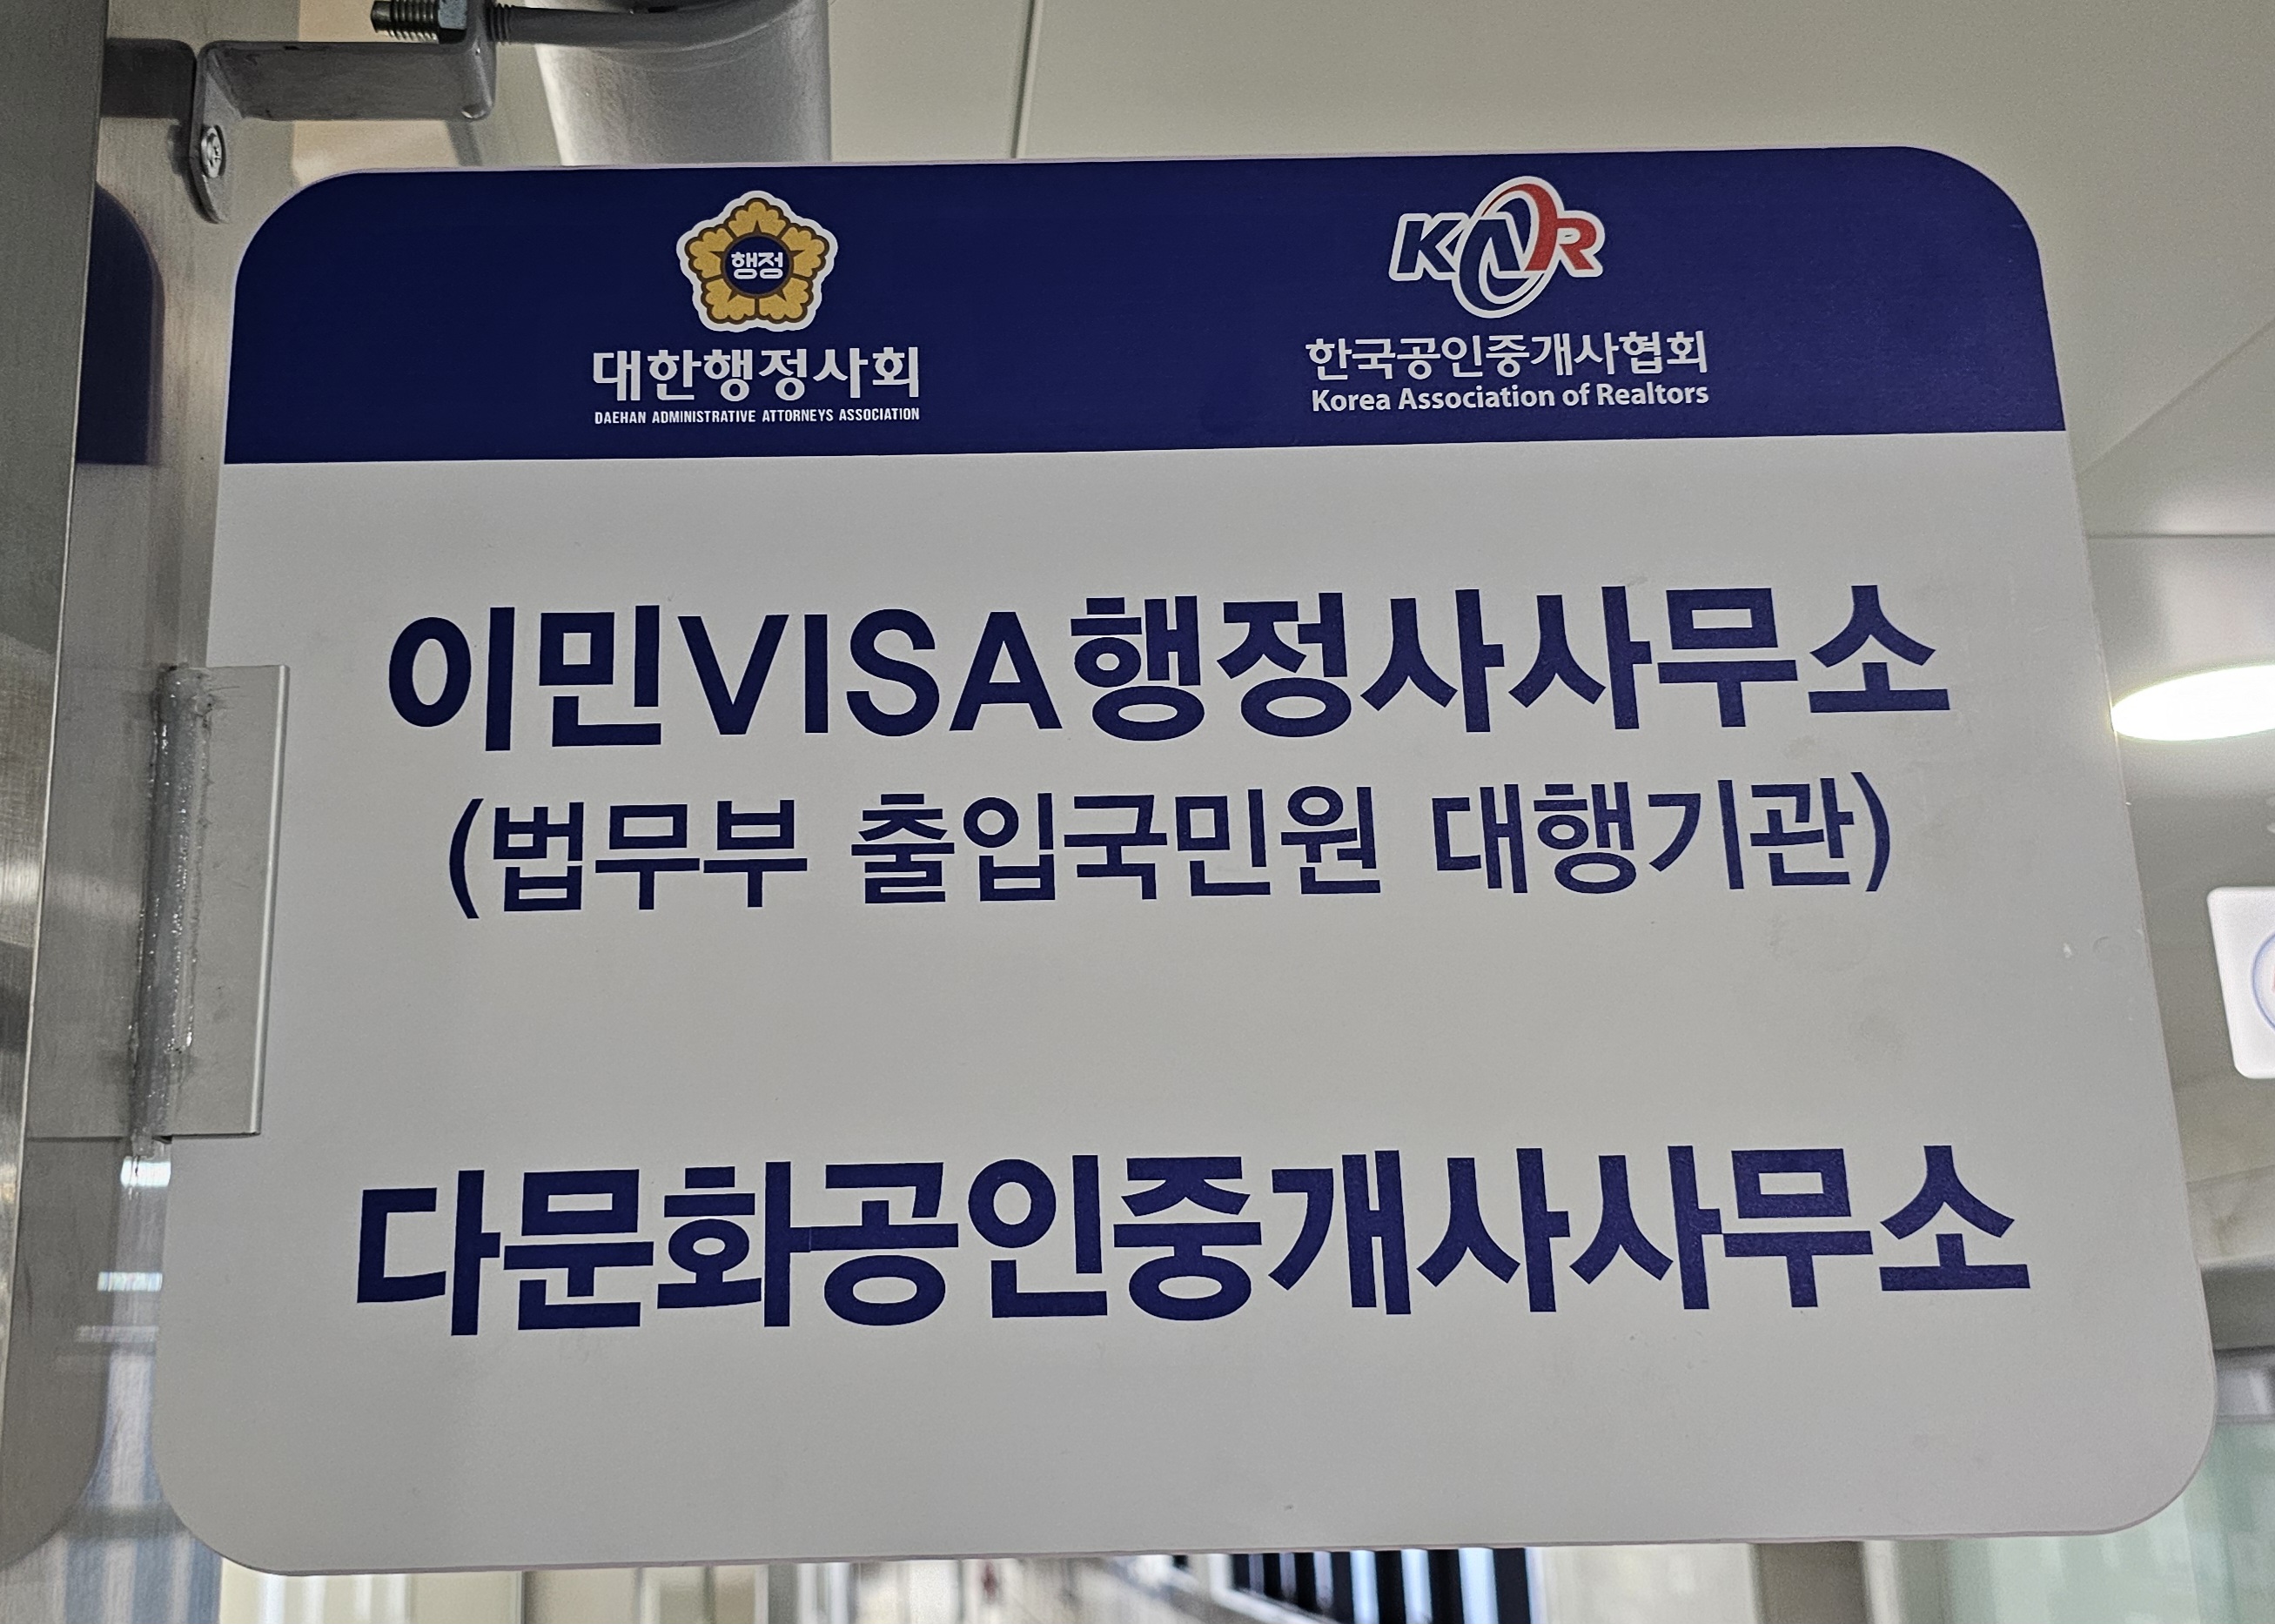 행정
대한행정사회
DAEHAN ADMINISTRATIVE ATTORNEYS ASSOCIATION
KAR
한국공인중개사협회
Korea Association of Realtors
이민VISA행정사사무소
(법무부 출입국민원 대행기관)
다문화공인중개사사무소